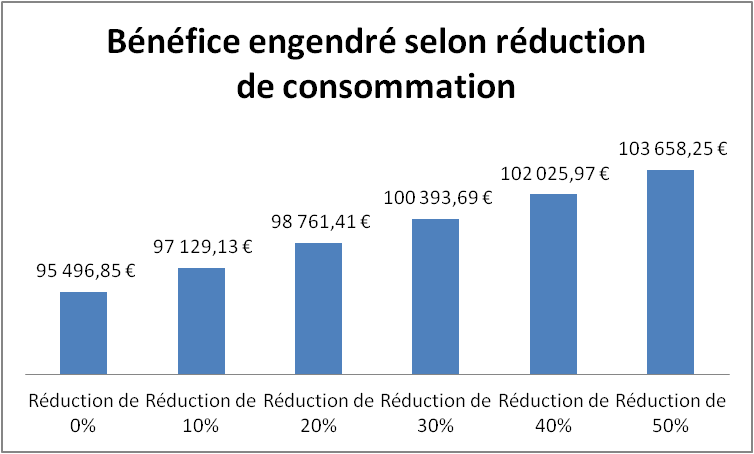 Bénéfice engendré selon réduction
de consommation
103 658,25 €
102 025,97 €
100 393,69 €
98 761,41 €
97 129,13 €
95 496,85 €
Réduction de Réduction de Réduction de Réduction de Réduction de Réduction de
0% 10% 20% 30% 40% 50%